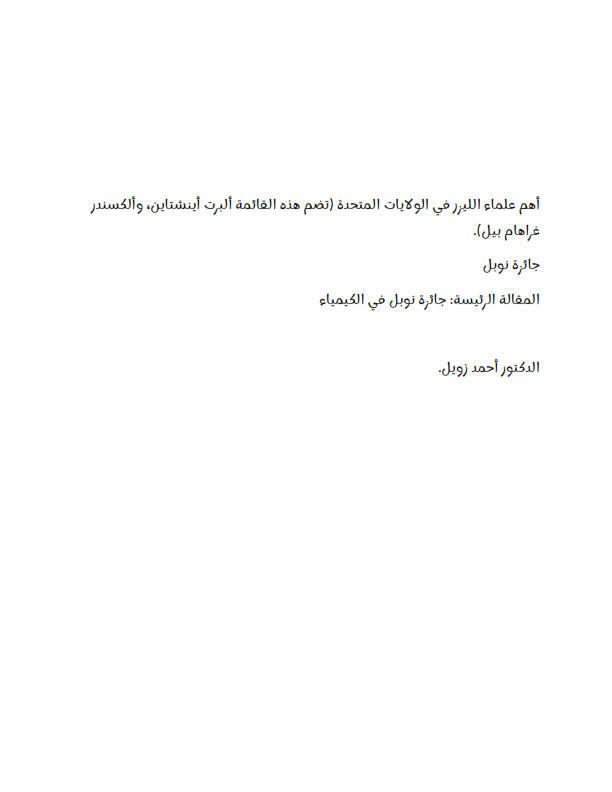 أهم علماء الليزر في الولايات المتحدة (تضم هذه القائمة ألبرت أينشتاين، وألكسندر
غراهام بيل).
جائزة نوبل
المقالة الرئيسة: جائزة نوبل في الكيمياء
الدكتور أحمد زويل.